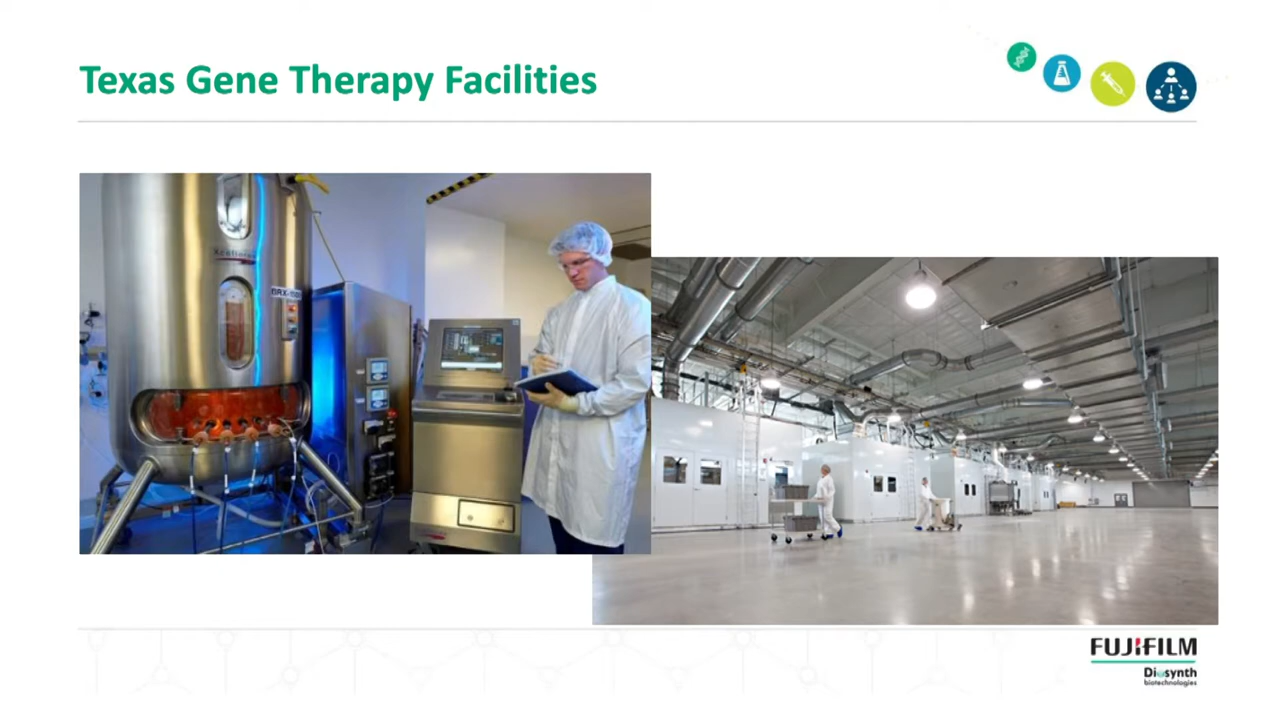 Texas Gene Therapy Facilities
FUJIFILM
Diosynth
biotechnologies